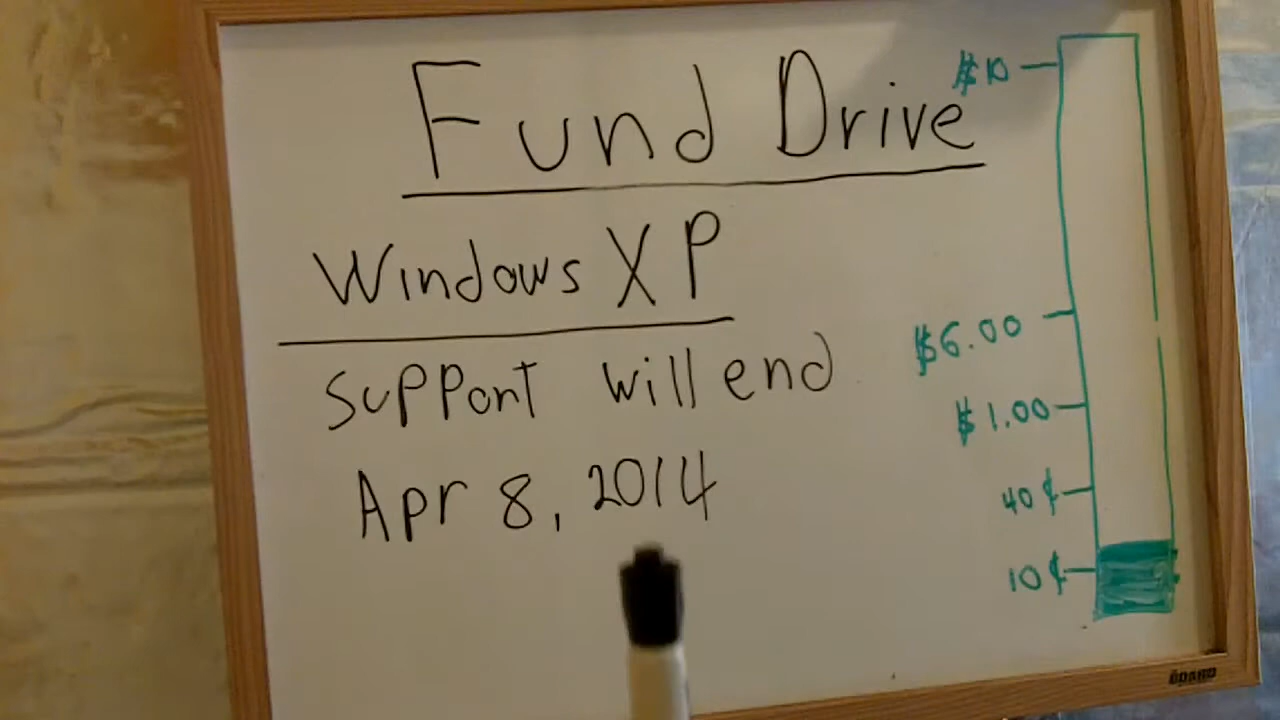 Fund Drive
Windows XP
support will end
Apr 8, 2014
$10
$6.00
$1.00
40¢
10¢